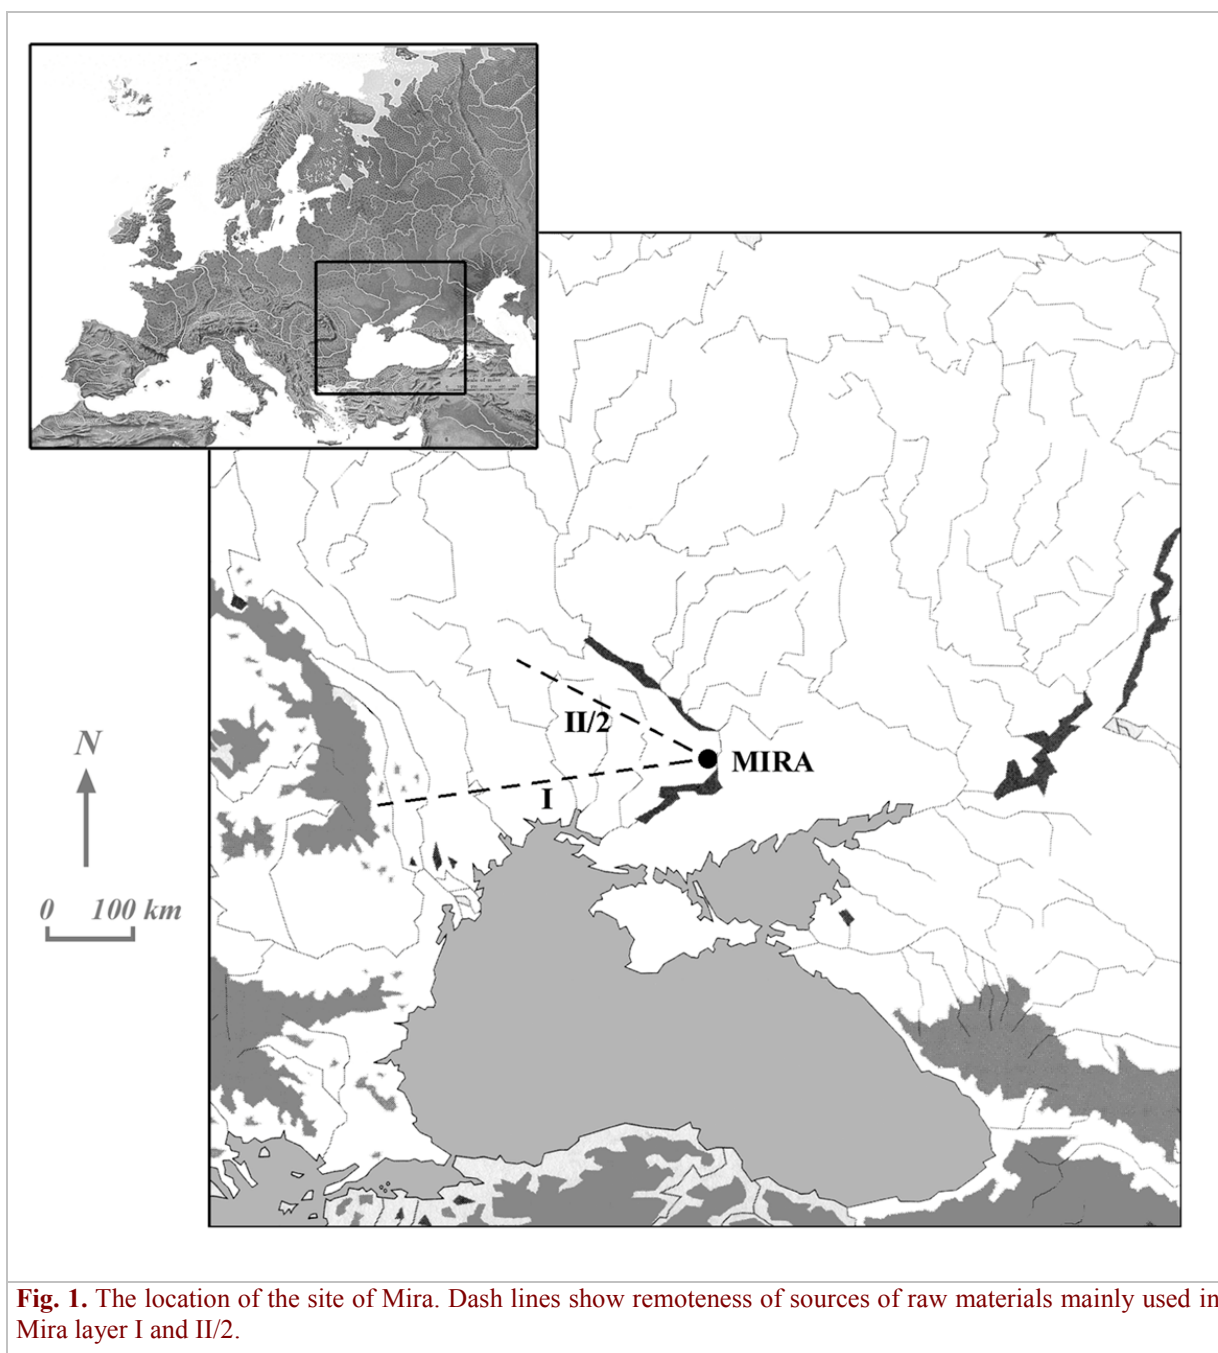 N
0 100 km
II/2
MIRA
I
Fig. 1. The location of the site of Mira. Dash lines show remoteness of sources of raw materials mainly used in
Mira layer I and II/2.